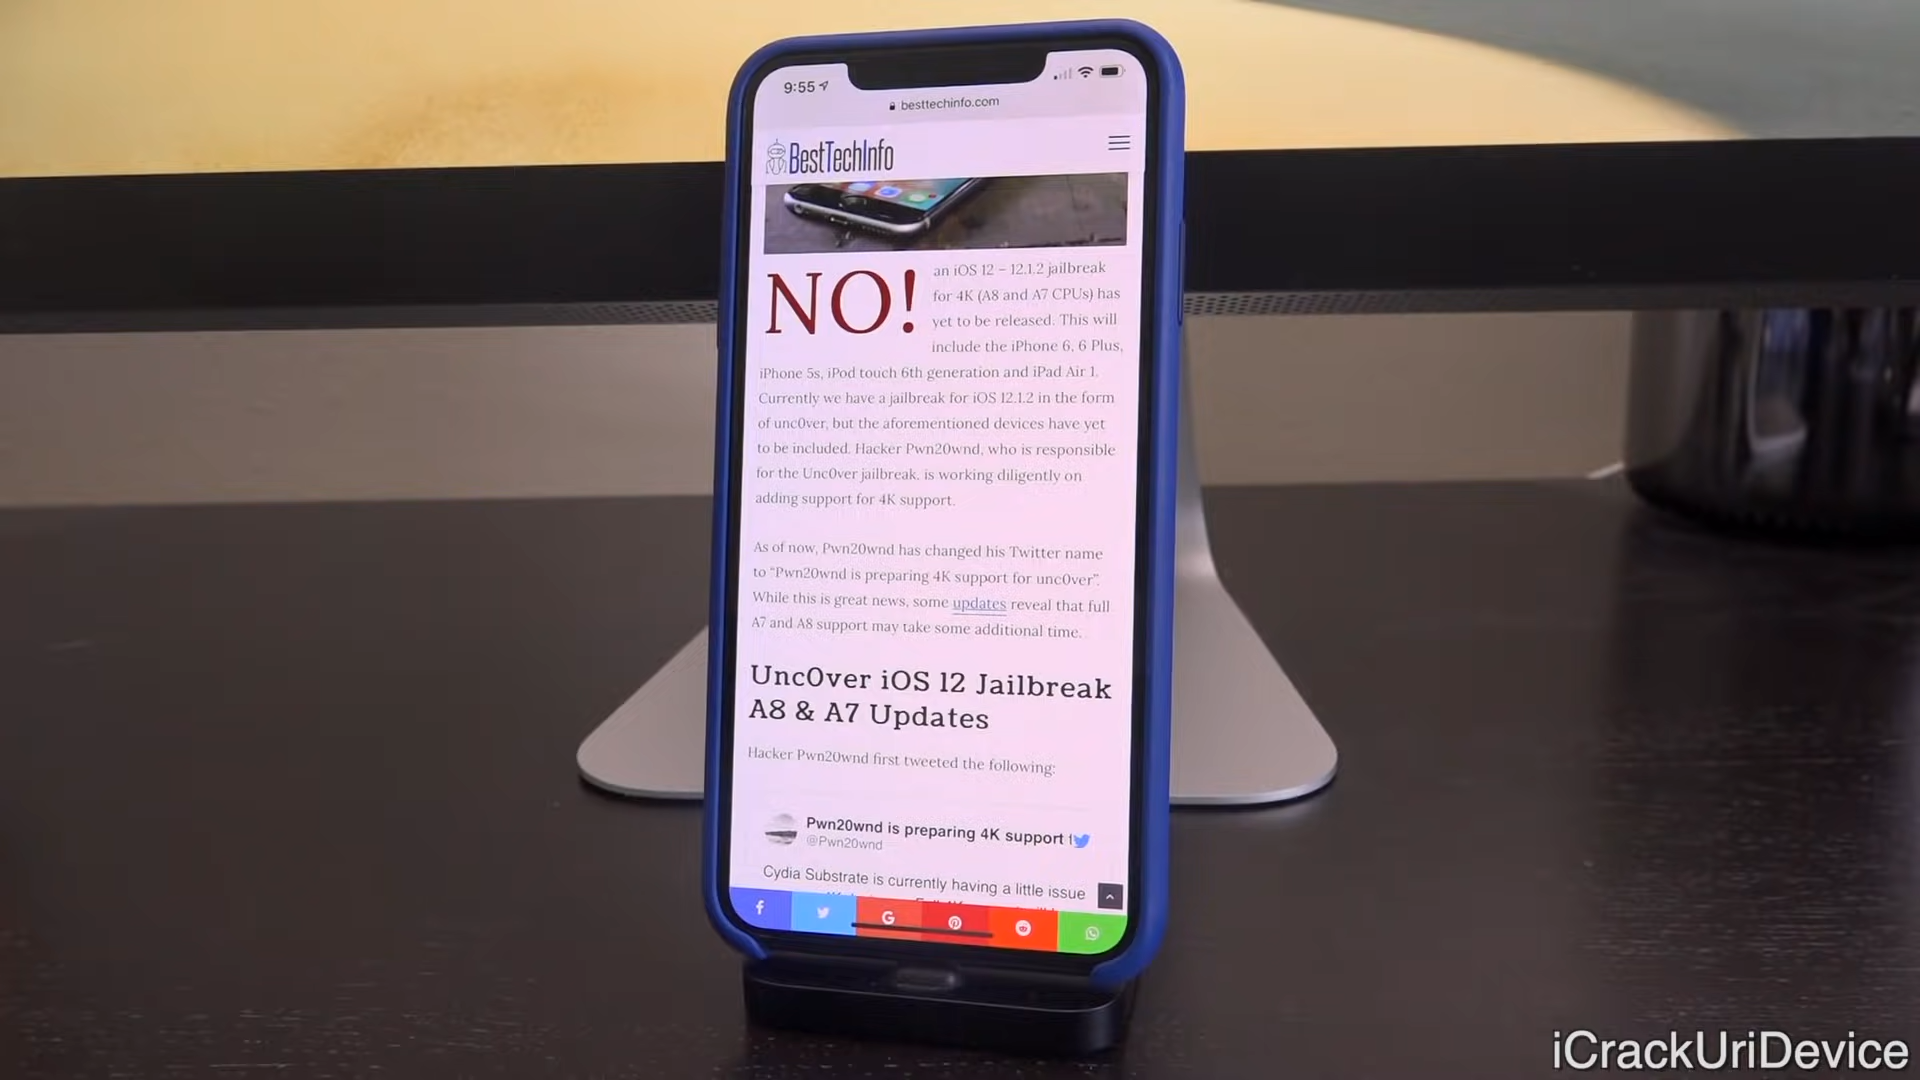 9:55
besttechinfo.com
BestTechInfo
NO! an iOS 12 – 12.1.2 jailbreak
for 4K (A8 and A7 CPUs) has
yet to be released. This will
include the iPhone 6, 6 Plus,
iPhone 5s, iPod touch 6th generation and iPad Air 1.
Currently we have a jailbreak for iOS 12.1.2 in the form
of unc0ver, but the aforementioned devices have yet
to be included. Hacker Pwn20wnd, who is responsible
for the Unc0ver jailbreak, is working diligently on
adding support for 4K support.
As of now, Pwn20wnd has changed his Twitter name
to “Pwn20wnd is preparing 4K support for unc0ver”.
While this is great news, some updates reveal that full
A7 and A8 support may take some additional time.
Unc0ver iOS 12 Jailbreak
A8 & A7 Updates
Hacker Pwn20wnd first tweeted the following:
Pwn20wnd is preparing 4K support
@Pwn20wnd
Cydia Substrate is currently having a little issue
iCrackUriDevice